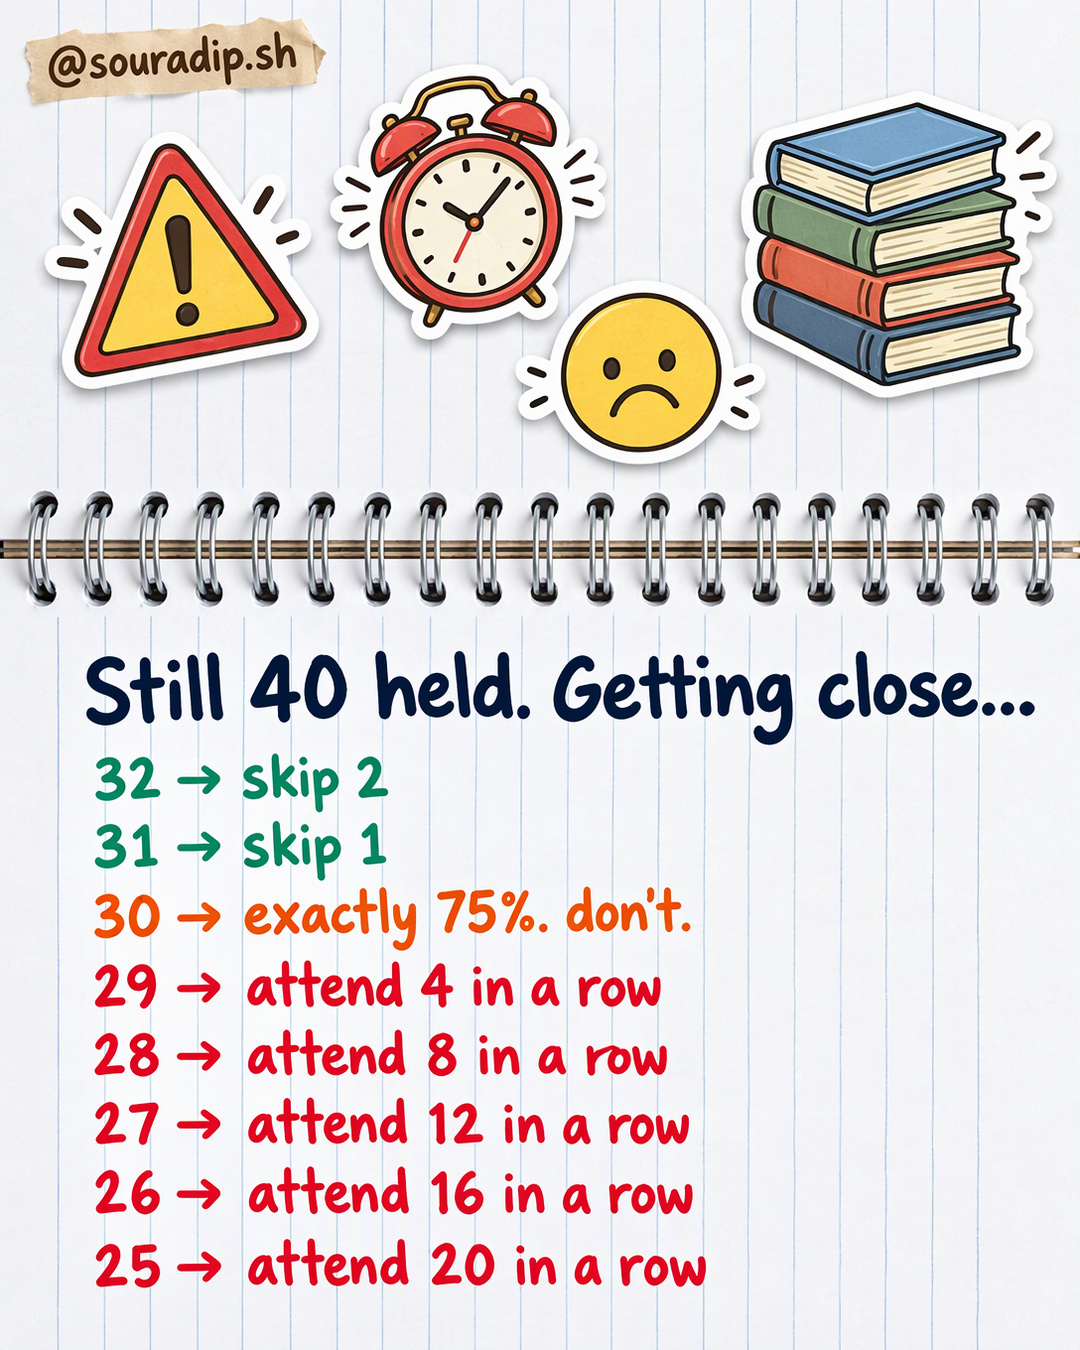 @souradip.sh
Still 40 held. Getting close...
32 → skip 2
31 → skip 1
30 → exactly 75%. don't.
29 → attend 4 in a row
28 → attend 8 in a row
27 → attend 12 in a row
26 → attend 16 in a row
25 → attend 20 in a row